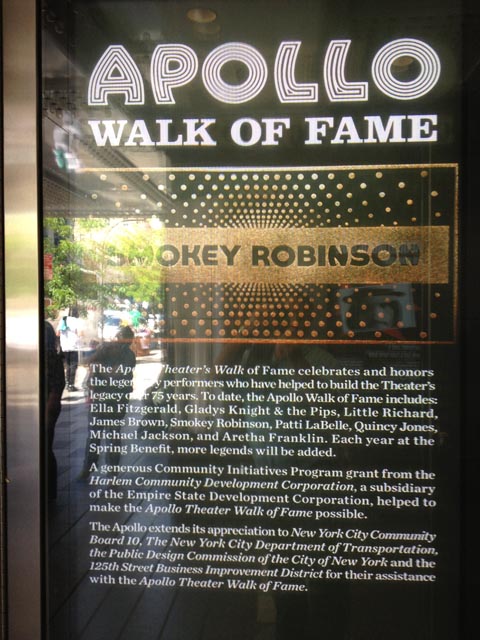 APOLLO
WALK OF FAME
SMOKEY ROBINSON
The Apollo Theater's Walk of Fame celebrates and honors
the legendary performers who have helped to build the Theater's
legacy over 75 years. To date, the Apollo Walk of Fame includes:
Ella Fitzgerald, Gladys Knight & the Pips, Little Richard,
James Brown, Smokey Robinson, Patti LaBelle, Quincy Jones,
Michael Jackson, and Aretha Franklin. Each year at the
Spring Benefit, more legends will be added.
A generous Community Initiatives Program grant from the
Harlem Community Development Corporation, a subsidiary
of the Empire State Development Corporation, helped to
make the Apollo Theater Walk of Fame possible.
The Apollo extends its appreciation to New York City Community
Board 10, The New York City Department of Transportation,
the Public Design Commission of the City of New York and the
125th Street Business Improvement District for their assistance
with the Apollo Theater Walk of Fame.